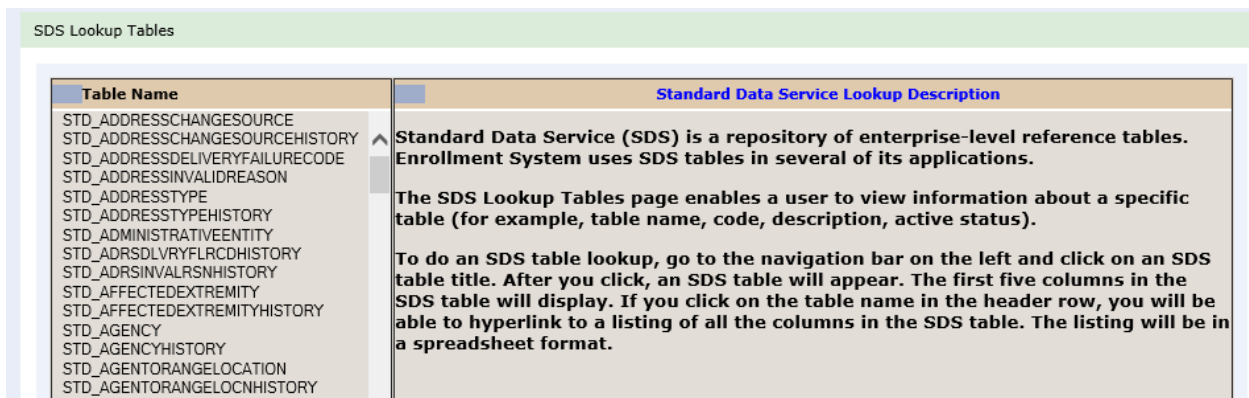 SDS Lookup Tables
Table Name
STD_ADDRESSCHANGESOURCE
STD_ADDRESSCHANGESOURCEHISTORY
STD_ADDRESSDELIVERYFAILURECODE
STD_ADDRESSINVALIDREASON
STD_ADDRESSTYPE
STD_ADDRESSTYPEHISTORY
STD_ADMINISTRATIVEENTITY
STD_ADRSDLVRYFLRCDHISTORY
STD_ADRSINVALRSNHISTORY
STD_AFFECTEDEXTREMITY
STD_AFFECTEDEXTREMITYHISTORY
STD_AGENCY
STD_AGENCYHISTORY
STD_AGENTORANGELOCATION
STD_AGENTORANGELOCNHISTORY
Standard Data Service Lookup Description
Standard Data Service (SDS) is a repository of enterprise-level reference tables.
Enrollment System uses SDS tables in several of its applications.
The SDS Lookup Tables page enables a user to view information about a specific
table (for example, table name, code, description, active status).
To do an SDS table lookup, go to the navigation bar on the left and click on an SDS
table title. After you click, an SDS table will appear. The first five columns in the
SDS table will display. If you click on the table name in the header row, you will be
able to hyperlink to a listing of all the columns in the SDS table. The listing will be in
a spreadsheet format.